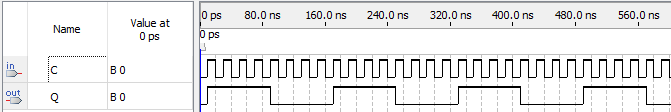 Name
Value at
0 ps
0 ps 80.0 ns 160.0 ns 240.0 ns 320.0 ns 400.0 ns 480.0 ns 560.0 ns
0 ps
in C B 0
out Q B 0